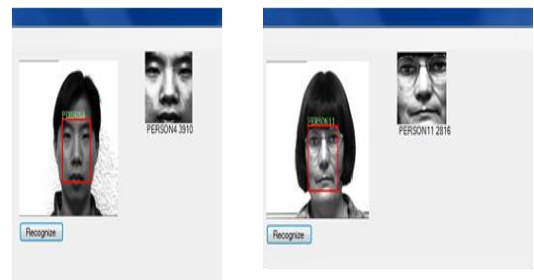 PERSON4
PERSON4 3910
Recognize
PERSON11
PERSON11 2816
Recognize